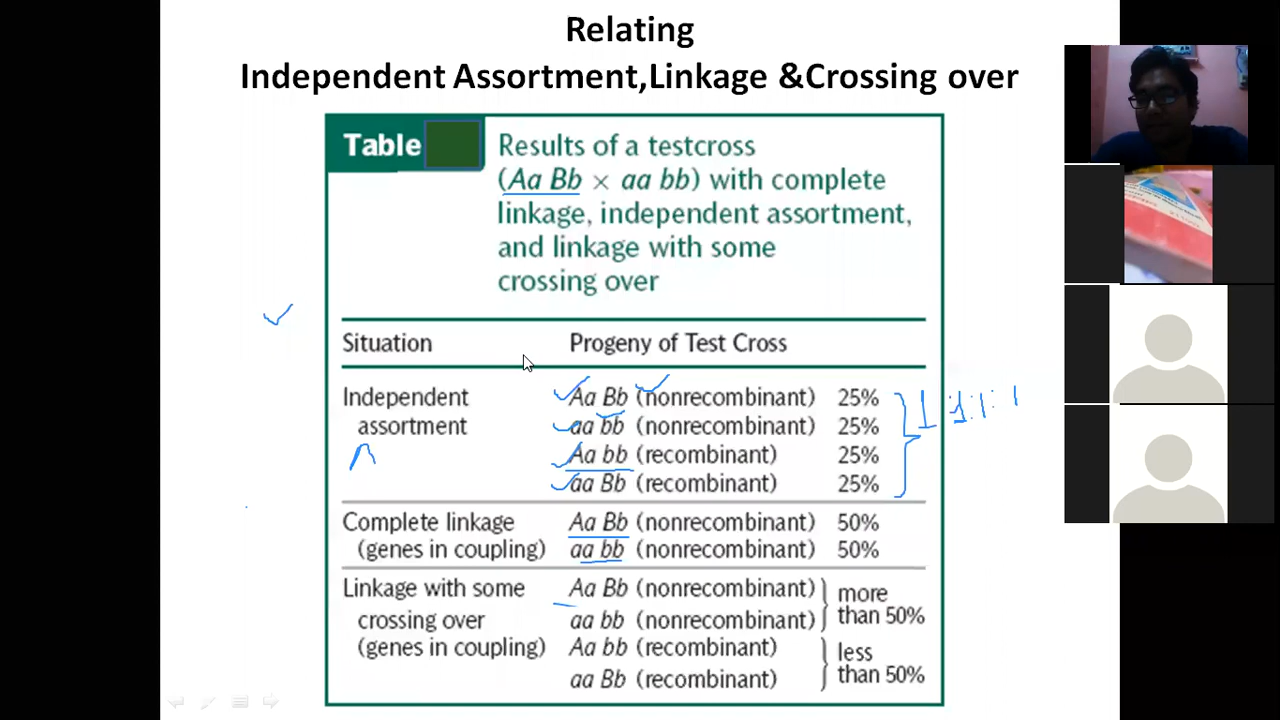 Relating
Independent Assortment,Linkage &Crossing over
Table
Results of a testcross
(Aa Bb × aa bb) with complete
linkage, independent assortment,
and linkage with some
crossing over
Situation Progeny of Test Cross
Independent Aa Bb (nonrecombinant) 25%
assortment aa bb (nonrecombinant) 25%
Aa bb (recombinant) 25%
aa Bb (recombinant) 25%
1:1:1:1
Complete linkage Aa Bb (nonrecombinant) 50%
(genes in coupling) aa bb (nonrecombinant) 50%
Linkage with some Aa Bb (nonrecombinant) more
crossing over aa bb (nonrecombinant) than 50%
(genes in coupling) Aa bb (recombinant) less
aa Bb (recombinant) than 50%